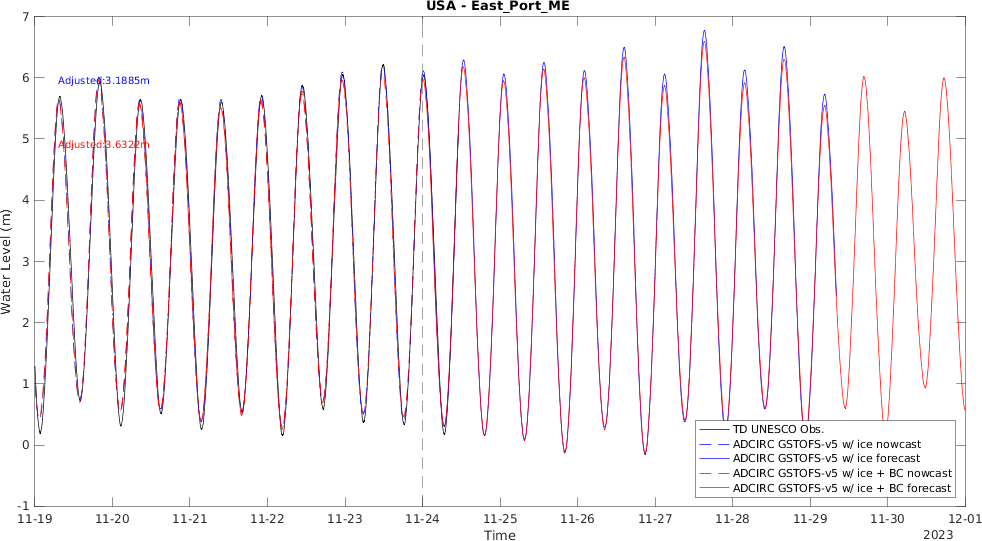 USA - East_Port_ME
7
6
5
4
3
2
1
0
-1
Water Level (m)
Adjusted:3.1885m
Adjusted:3.6322m
TD UNESCO Obs.
ADCIRC GSTOFS-v5 w/ ice nowcast
ADCIRC GSTOFS-v5 w/ ice forecast
ADCIRC GSTOFS-v5 w/ ice + BC nowcast
ADCIRC GSTOFS-v5 w/ ice + BC forecast
11-19 11-20 11-21 11-22 11-23 11-24 11-25 11-26 11-27 11-28 11-29 11-30 12-01
Time
2023